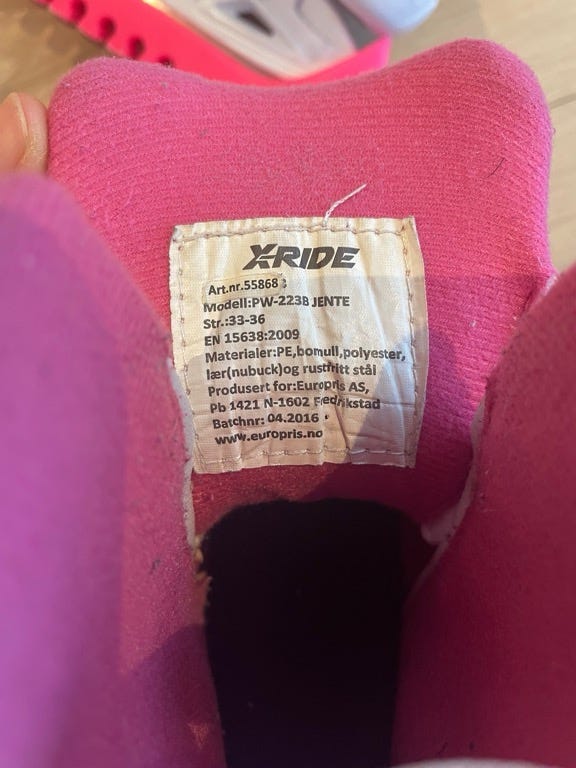 X-RIDE
Art.nr.55868
Modell:PW-223B JENTE
Str.:33-36
EN 15638:2009
Materialer:PE,bomull,polyester,
lær(nubuck)og rustfritt stål
Produsert for:Europris AS,
Pb 1421 N-1602 Fredrikstad
Batchnr: 04.2016
www.europris.no